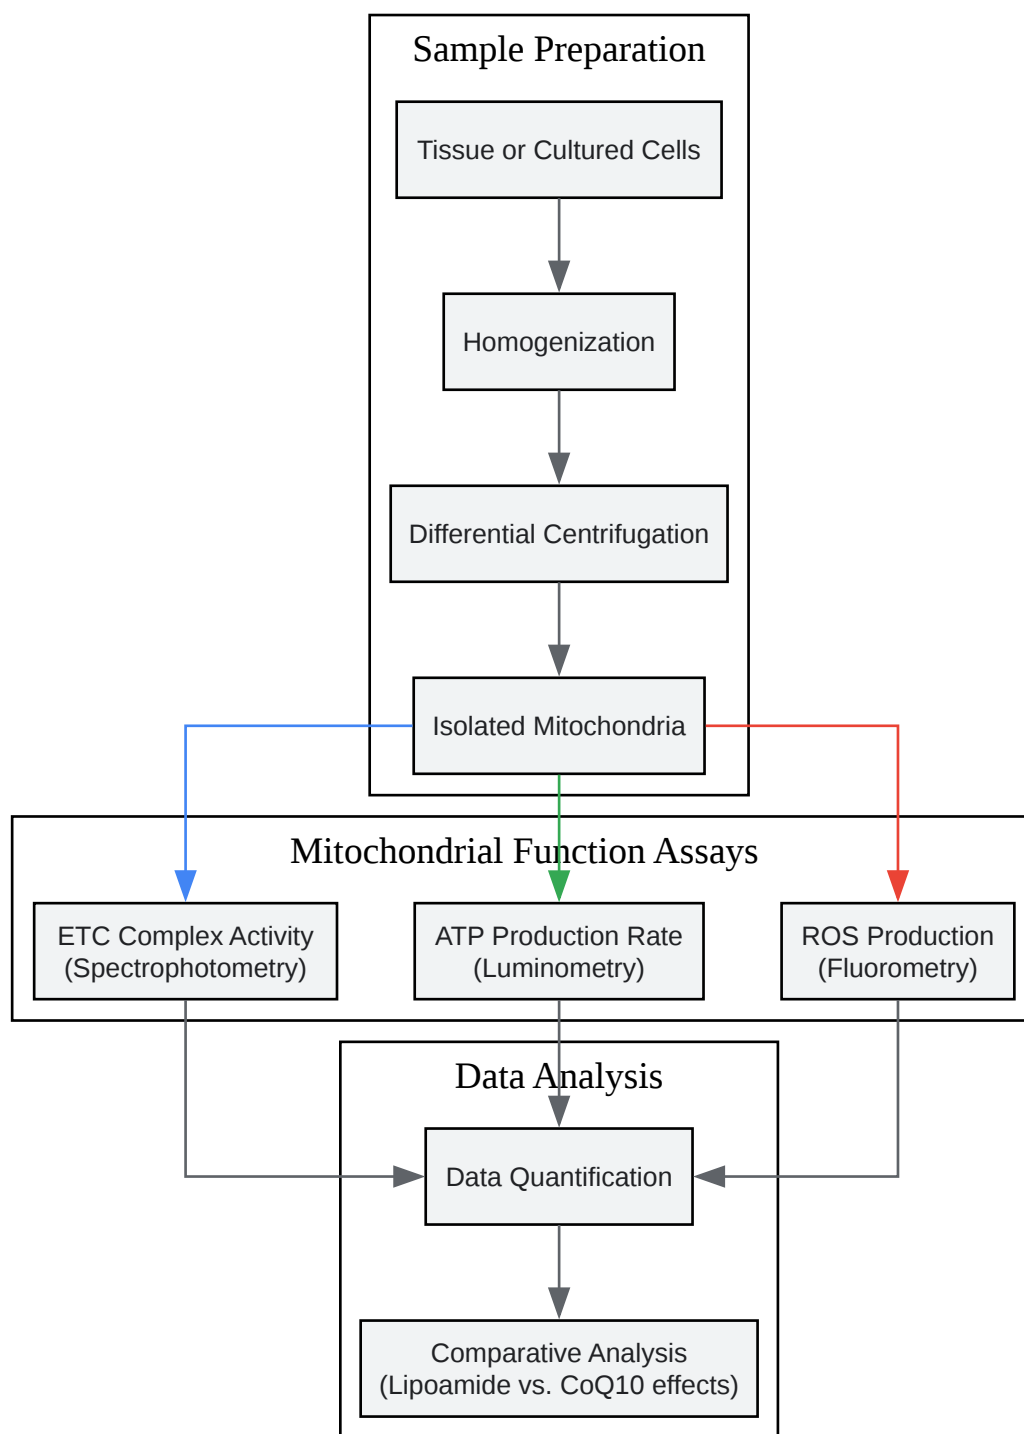 Sample Preparation
Tissue or Cultured Cells
Homogenization
Differential Centrifugation
Isolated Mitochondria
Mitochondrial Function Assays
ETC Complex Activity
(Spectrophotometry)
ATP Production Rate
(Luminometry)
ROS Production
(Fluorometry)
Data Analysis
Data Quantification
Comparative Analysis
(Lipoamide vs. CoQ10 effects)